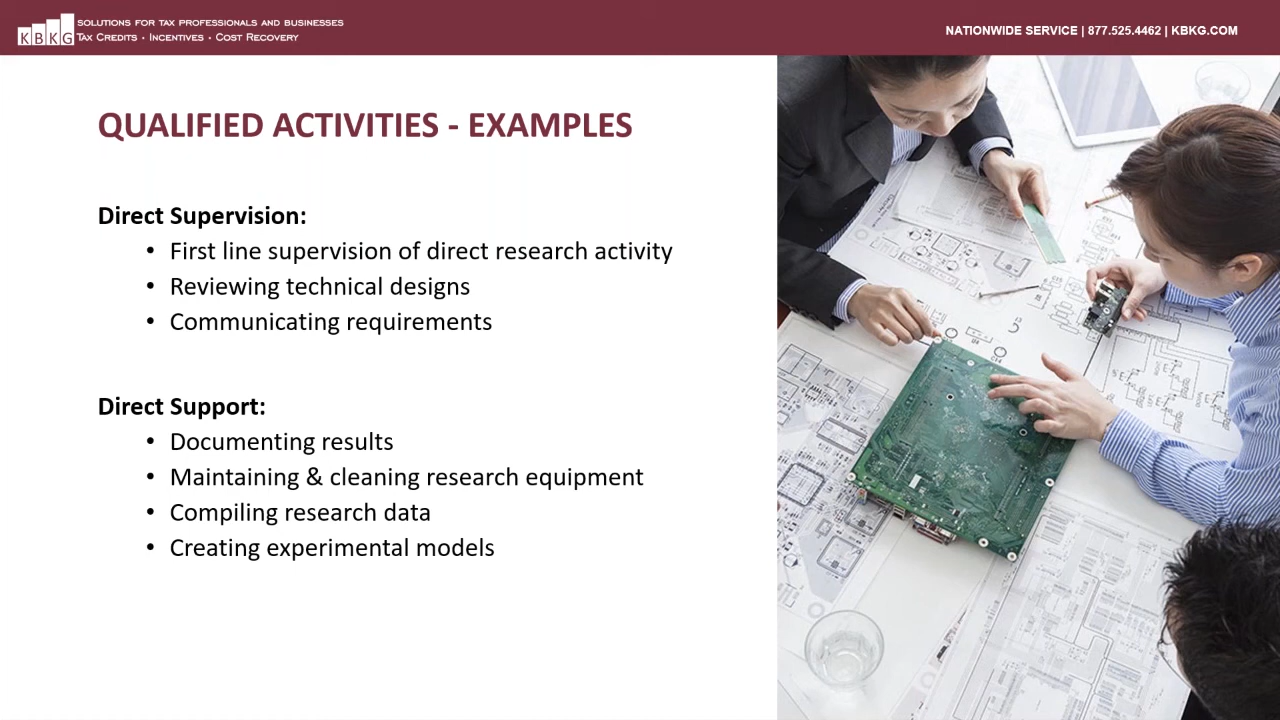 KBKG
SOLUTIONS FOR TAX PROFESSIONALS AND BUSINESSES
TAX CREDITS • INCENTIVES • COST RECOVERY
NATIONWIDE SERVICE | 877.525.4462 | KBKG.COM
QUALIFIED ACTIVITIES - EXAMPLES
Direct Supervision:
• First line supervision of direct research activity
• Reviewing technical designs
• Communicating requirements
Direct Support:
• Documenting results
• Maintaining & cleaning research equipment
• Compiling research data
• Creating experimental models